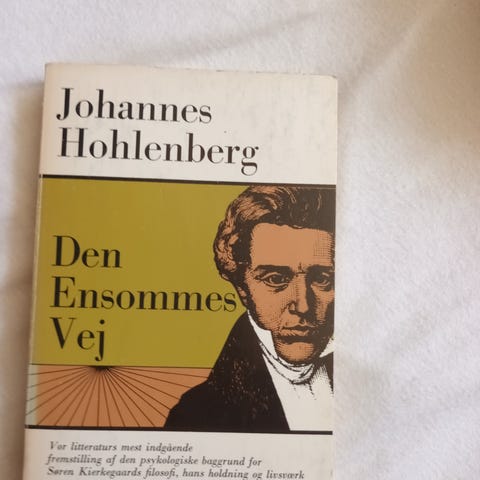 Johannes
Hohlenberg
Den
Ensommes
Vej
Vor litteraturs mest indgående
fremstilling af den psykologiske baggrund for
Søren Kierkegaards filosofi, hans holdning og livsværk